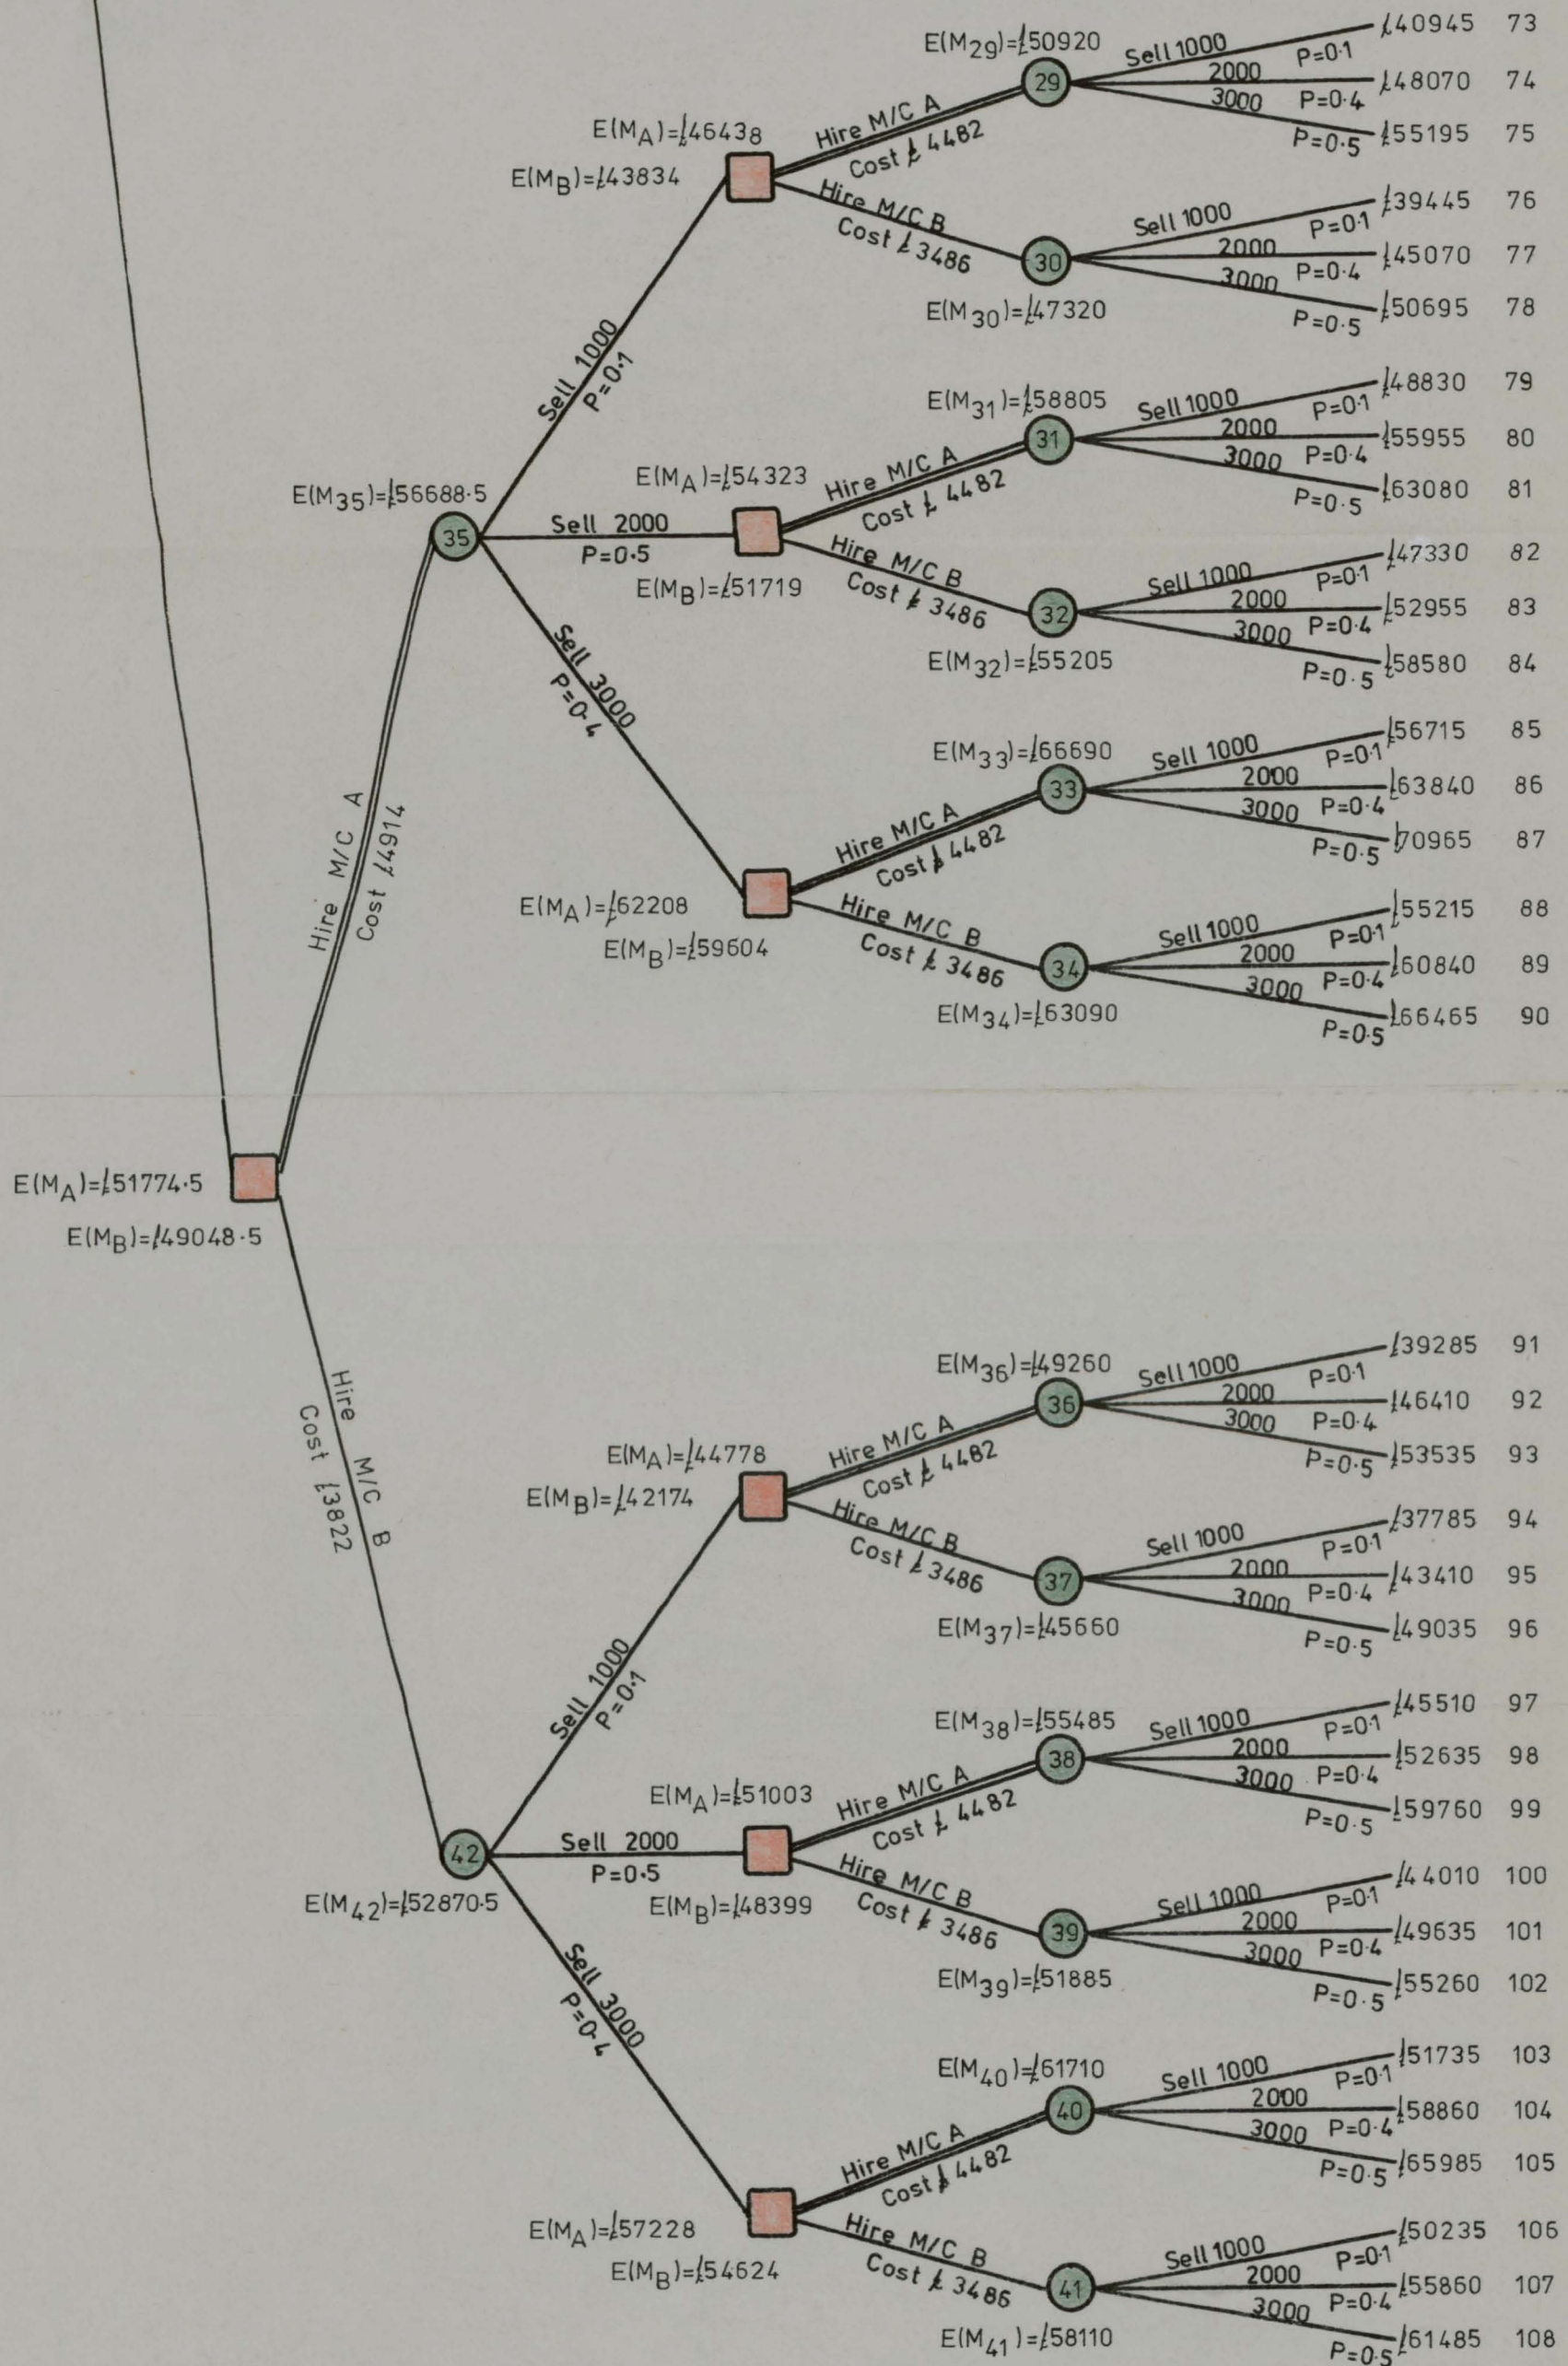 E(M29)=£50920
Sell 1000 P=0·1 £40945 73
2000 P=0·4 £48070 74
3000 P=0·5 £55195 75
29
E(MA)=£46438
E(MB)=£43834
Hire M/C A
Cost £4482
Hire M/C B
Cost £3486
Sell 1000 P=0·1 £39445 76
2000 P=0·4 £45070 77
3000 P=0·5 £50695 78
30
E(M30)=£47320
Sell 1000
P=0·1
E(M31)=£58805
Sell 1000 P=0·1 £48830 79
2000 P=0·4 £55955 80
3000 P=0·5 £63080 81
31
E(MA)=£54323
Hire M/C A
Cost £4482
E(M35)=£56688·5
35
Sell 2000
P=0·5
E(MB)=£51719
Hire M/C B
Cost £3486
Sell 1000 P=0·1 £47330 82
2000 P=0·4 £52955 83
3000 P=0·5 £58580 84
32
E(M32)=£55205
Sell 3000
P=0·4
E(M33)=£66690
Sell 1000 P=0·1 £56715 85
2000 P=0·4 £63840 86
3000 P=0·5 £70965 87
33
Hire M/C A
Cost £4482
Hire M/C A
Cost £4914
E(MA)=£62208
E(MB)=£59604
Hire M/C B
Cost £3486
Sell 1000 P=0·1 £55215 88
2000 P=0·4 £60840 89
3000 P=0·5 £66465 90
34
E(M34)=£63090
E(MA)=£51774·5
E(MB)=£49048·5
Hire M/C B
Cost £3822
E(M36)=£49260
Sell 1000 P=0·1 £39285 91
2000 P=0·4 £46410 92
3000 P=0·5 £53535 93
36
E(MA)=£44778
E(MB)=£42174
Hire M/C A
Cost £4482
Hire M/C B
Cost £3486
Sell 1000 P=0·1 £37785 94
2000 P=0·4 £43410 95
3000 P=0·5 £49035 96
37
E(M37)=£45660
Sell 1000
P=0·1
E(M38)=£55485
Sell 1000 P=0·1 £45510 97
2000 P=0·4 £52635 98
3000 P=0·5 £59760 99
38
E(MA)=£51003
Hire M/C A
Cost £4482
42
E(M42)=£52870·5
Sell 2000
P=0·5
E(MB)=£48399
Hire M/C B
Cost £3486
Sell 1000 P=0·1 £44010 100
2000 P=0·4 £49635 101
3000 P=0·5 £55260 102
39
E(M39)=£51885
Sell 3000
P=0·4
E(M40)=£61710
Sell 1000 P=0·1 £51735 103
2000 P=0·4 £58860 104
3000 P=0·5 £65985 105
40
Hire M/C A
Cost £4482
E(MA)=£57228
E(MB)=£54624
Hire M/C B
Cost £3486
Sell 1000 P=0·1 £50235 106
2000 P=0·4 £55860 107
3000 P=0·5 £61485 108
41
E(M41)=£58110